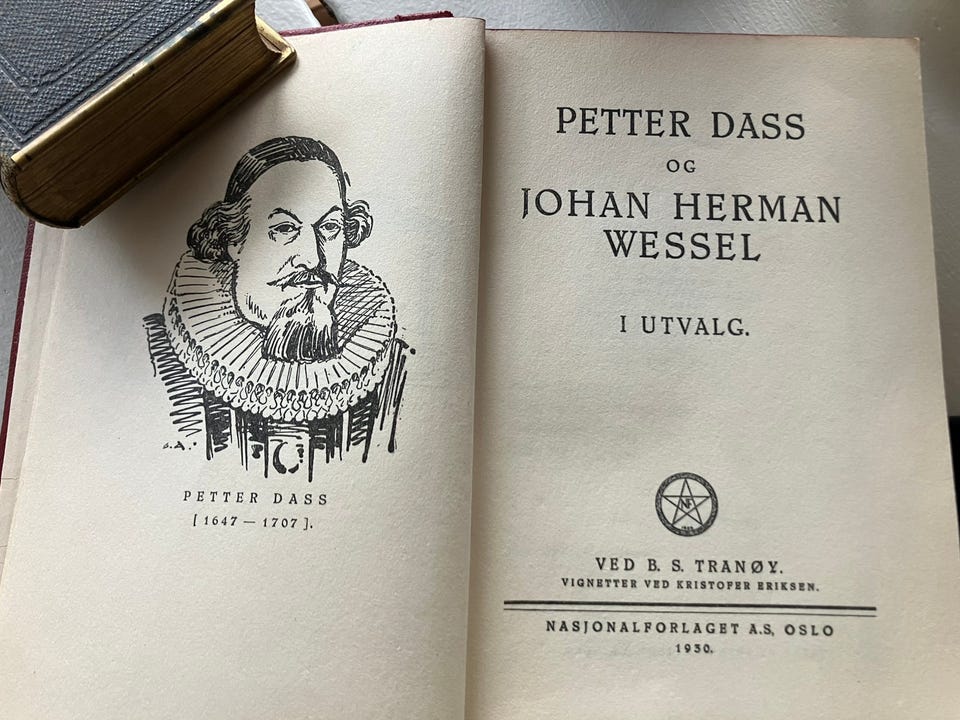 PETTER DASS
[ 1647 — 1707 ].
PETTER DASS
OG
JOHAN HERMAN
WESSEL
I UTVALG.
NF
VED B. S. TRANØY.
VIGNETTER VED KRISTOFER ERIKSEN.
NASJONALFORLAGET A.S, OSLO
1930.